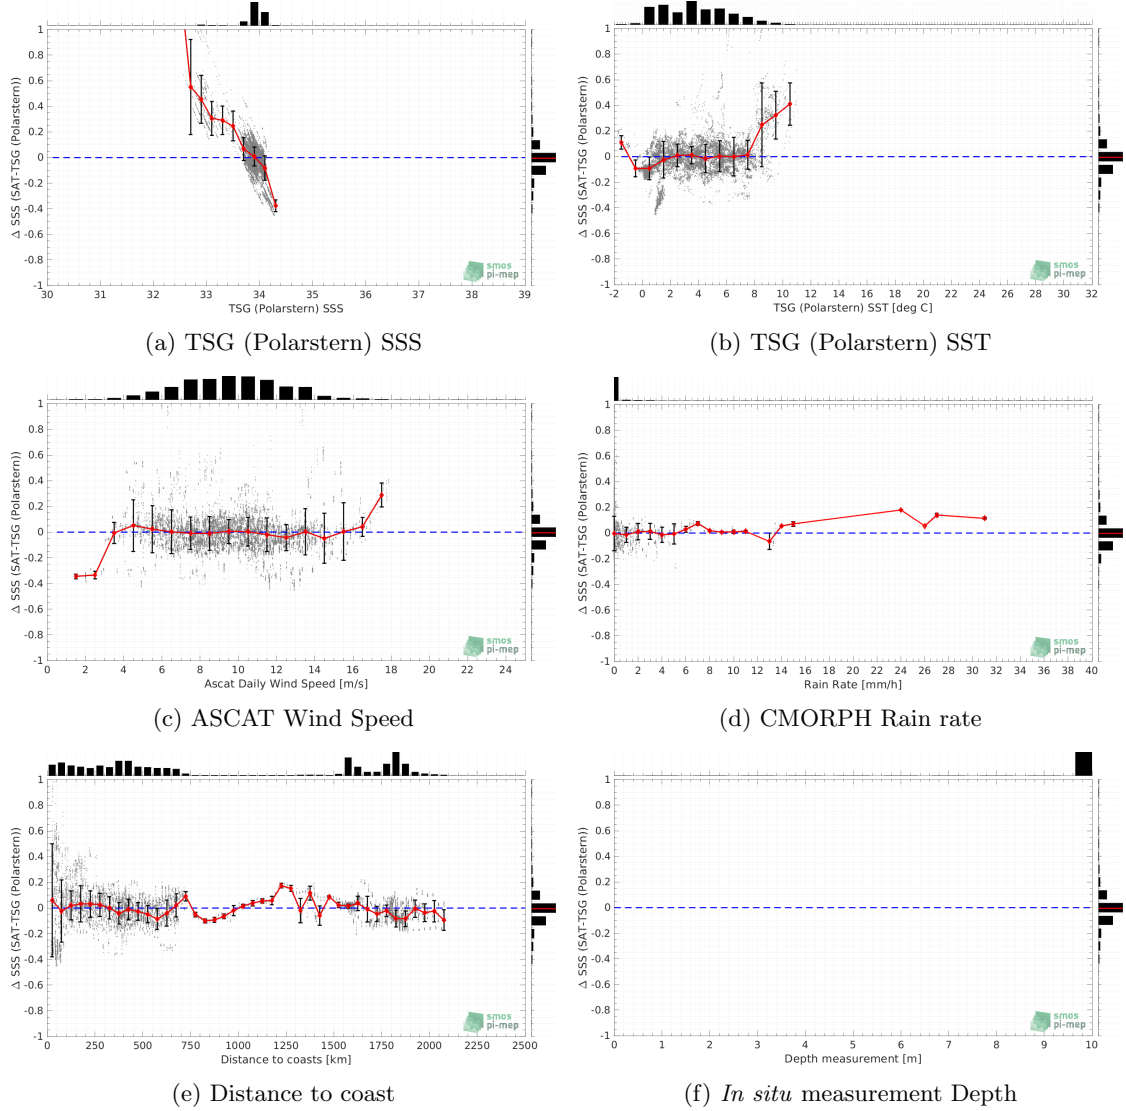 1
0.8
0.6
0.4
0.2
0
-0.2
-0.4
-0.6
-0.8
-1
Δ SSS (SAT-TSG (Polarstern))
30 31 32 33 34 35 36 37 38 39
TSG (Polarstern) SSS
smos
pi-mep
(a) TSG (Polarstern) SSS
1
0.8
0.6
0.4
0.2
0
-0.2
-0.4
-0.6
-0.8
-1
Δ SSS (SAT-TSG (Polarstern))
-2 0 2 4 6 8 10 12 14 16 18 20 22 24 26 28 30 32
TSG (Polarstern) SST [deg C]
smos
pi-mep
(b) TSG (Polarstern) SST
1
0.8
0.6
0.4
0.2
0
-0.2
-0.4
-0.6
-0.8
-1
Δ SSS (SAT-TSG (Polarstern))
0 2 4 6 8 10 12 14 16 18 20 22 24
Ascat Daily Wind Speed [m/s]
smos
pi-mep
(c) ASCAT Wind Speed
1
0.8
0.6
0.4
0.2
0
-0.2
-0.4
-0.6
-0.8
-1
Δ SSS (SAT-TSG (Polarstern))
0 2 4 6 8 10 12 14 16 18 20 22 24 26 28 30 32 34 36 38 40
Rain Rate [mm/h]
smos
pi-mep
(d) CMORPH Rain rate
1
0.8
0.6
0.4
0.2
0
-0.2
-0.4
-0.6
-0.8
-1
Δ SSS (SAT-TSG (Polarstern))
0 250 500 750 1000 1250 1500 1750 2000 2250 2500
Distance to coasts [km]
smos
pi-mep
(e) Distance to coast
1
0.8
0.6
0.4
0.2
0
-0.2
-0.4
-0.6
-0.8
-1
Δ SSS (SAT-TSG (Polarstern))
0 1 2 3 4 5 6 7 8 9 10
Depth measurement [m]
smos
pi-mep
(f) In situ measurement Depth